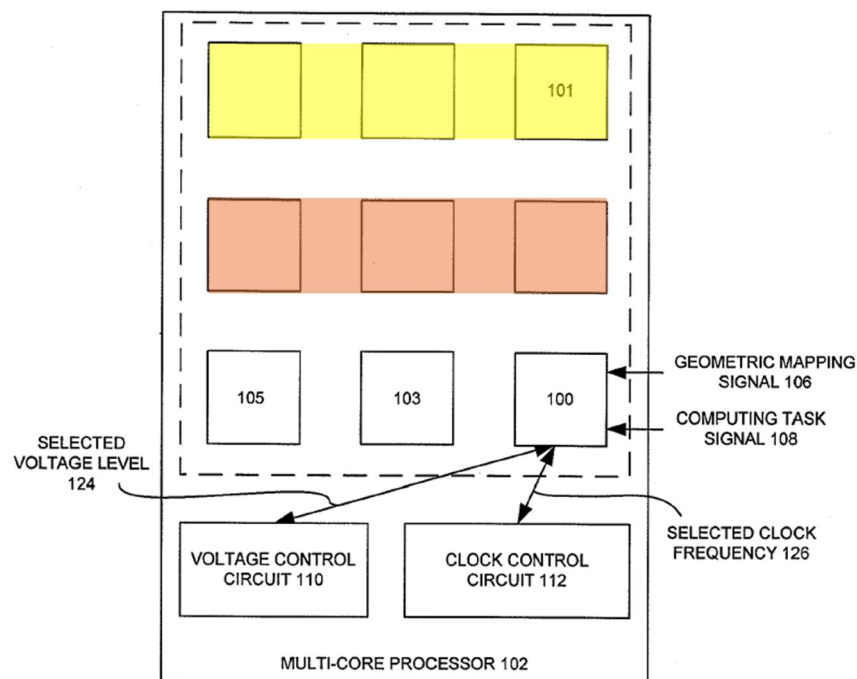 101
GEOMETRIC MAPPING
SIGNAL 106
105
103
100
COMPUTING TASK
SIGNAL 108
SELECTED
VOLTAGE LEVEL
124
VOLTAGE CONTROL
CIRCUIT 110
CLOCK CONTROL
CIRCUIT 112
SELECTED CLOCK
FREQUENCY 126
MULTI-CORE PROCESSOR 102